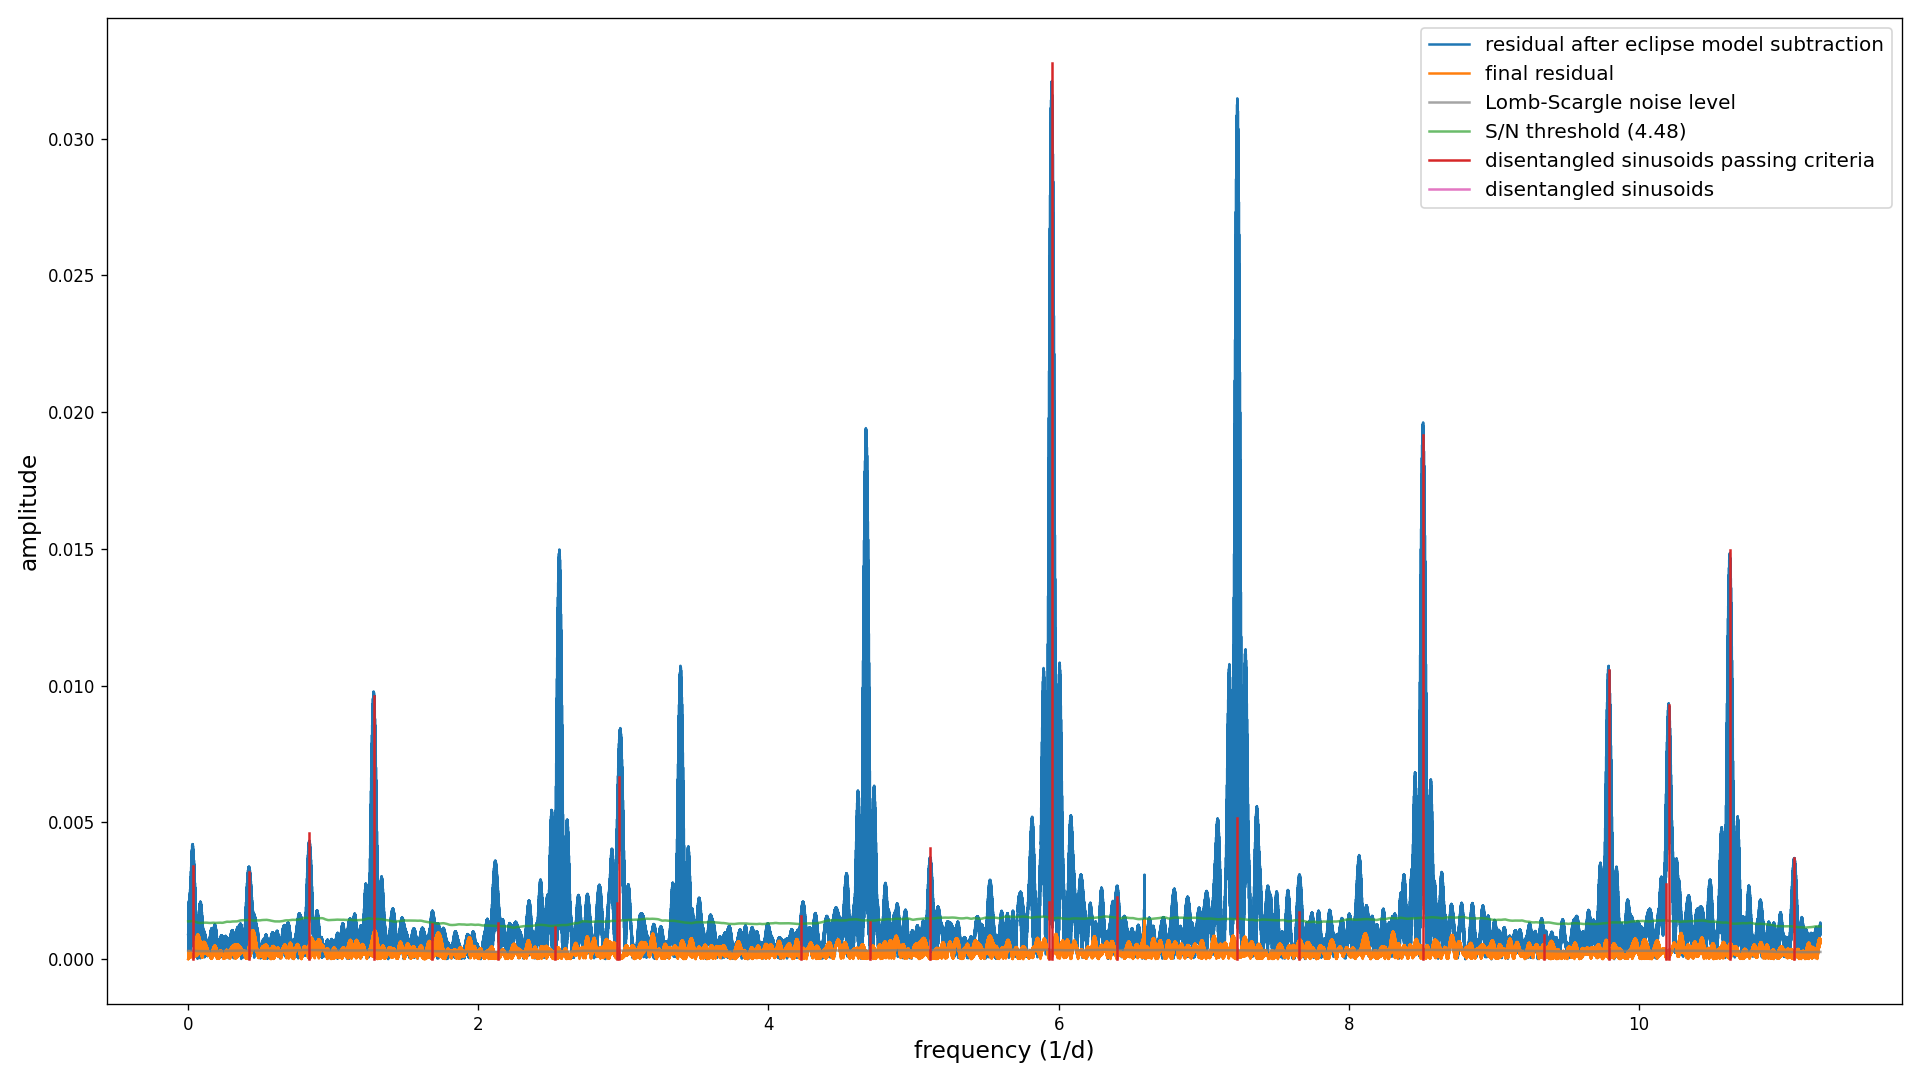 residual after eclipse model subtraction
final residual
Lomb-Scargle noise level
S/N threshold (4.48)
disentangled sinusoids passing criteria
disentangled sinusoids
amplitude
0.030
0.025
0.020
0.015
0.010
0.005
0.000
0 2 4 6 8 10
frequency (1/d)